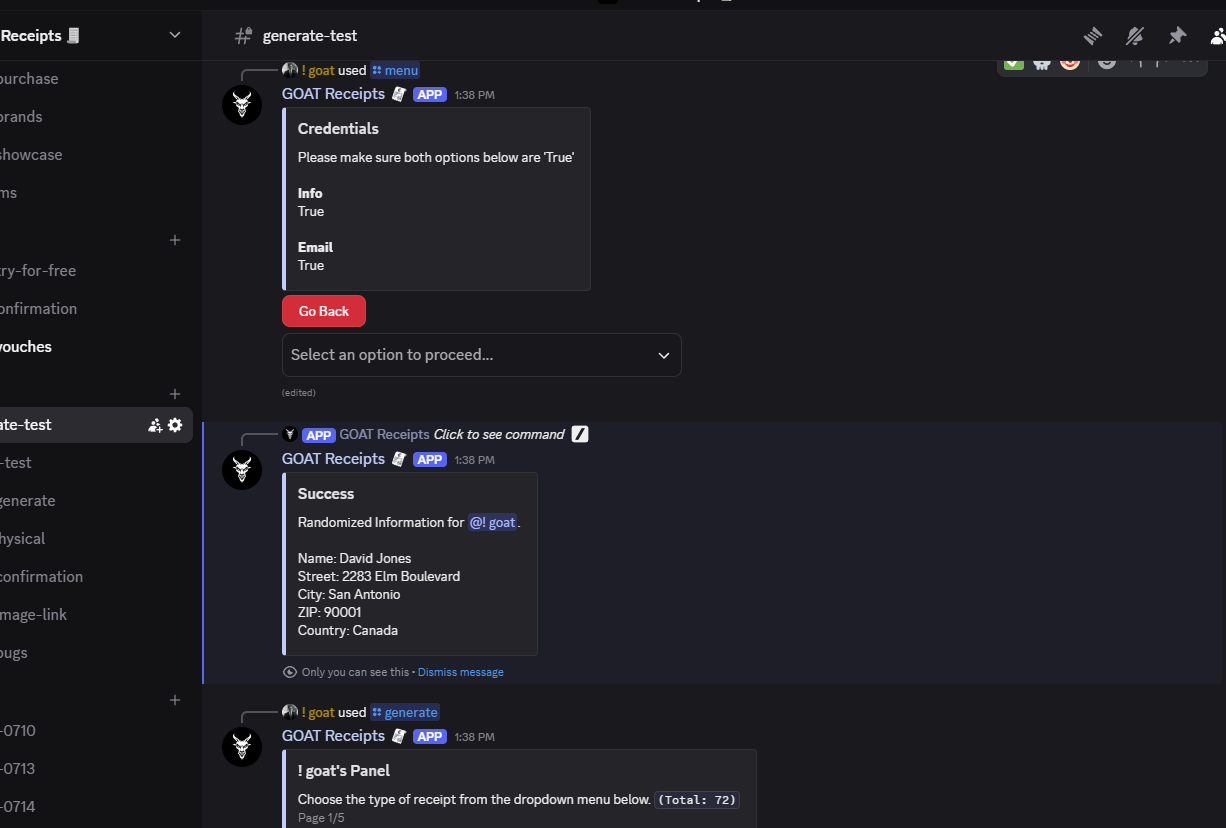 Receipts
generate-test
purchase
brands
showcase
ms
try-for-free
confirmation
vouches
ate-test
-test
generate
hysical
confirmation
mage-link
bugs
-0710
-0713
-0714
! goat used menu
GOAT Receipts APP 1:38 PM
Credentials
Please make sure both options below are 'True'
Info
True
Email
True
Go Back
Select an option to proceed...
(edited)
APP GOAT Receipts Click to see command
GOAT Receipts APP 1:38 PM
Success
Randomized Information for @! goat.
Name: David Jones
Street: 2283 Elm Boulevard
City: San Antonio
ZIP: 90001
Country: Canada
Only you can see this • Dismiss message
! goat used generate
GOAT Receipts APP 1:38 PM
! goat's Panel
Choose the type of receipt from the dropdown menu below. (Total: 72)
Page 1/5